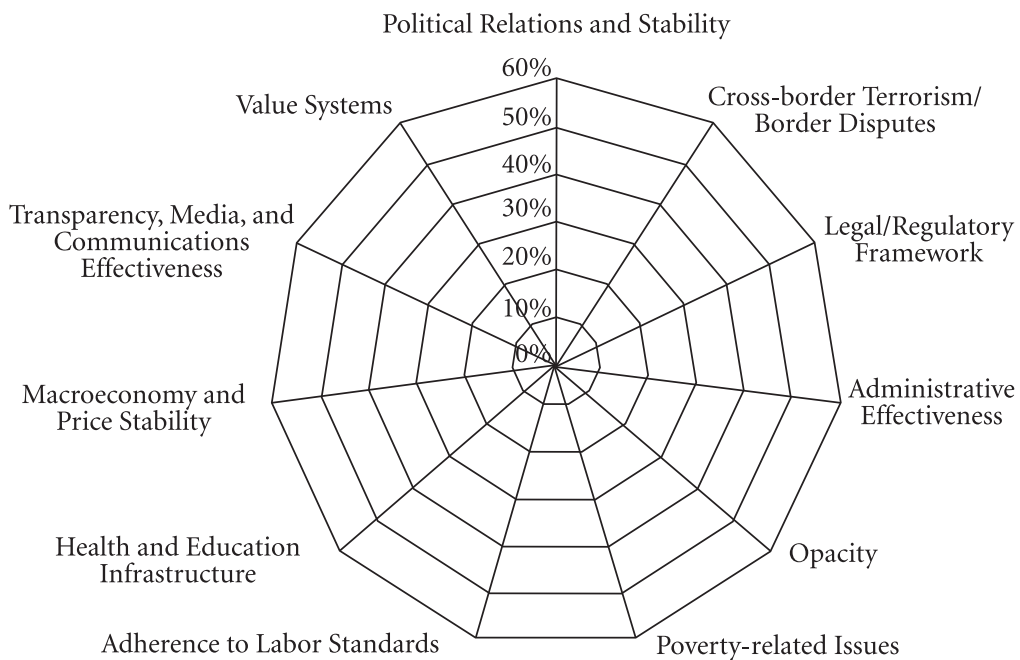 Political Relations and Stability
60%
50%
40%
30%
20%
10%
0%
Cross-border Terrorism/
Border Disputes
Legal/Regulatory
Framework
Administrative
Effectiveness
Opacity
Poverty-related Issues
Adherence to Labor Standards
Health and Education
Infrastructure
Macroeconomy and
Price Stability
Transparency, Media, and
Communications
Effectiveness
Value Systems